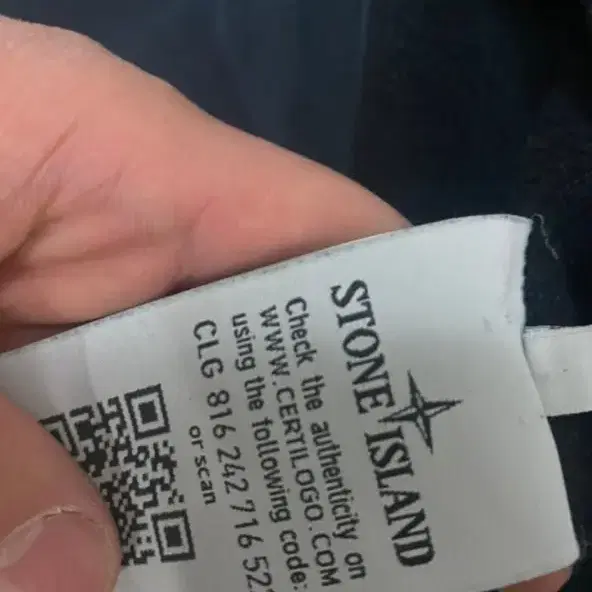 STONE ISLAND
Check the authenticity on
WWW.CERTILOGO.COM
using the following code:
CLG 816 242 716 52
or scan